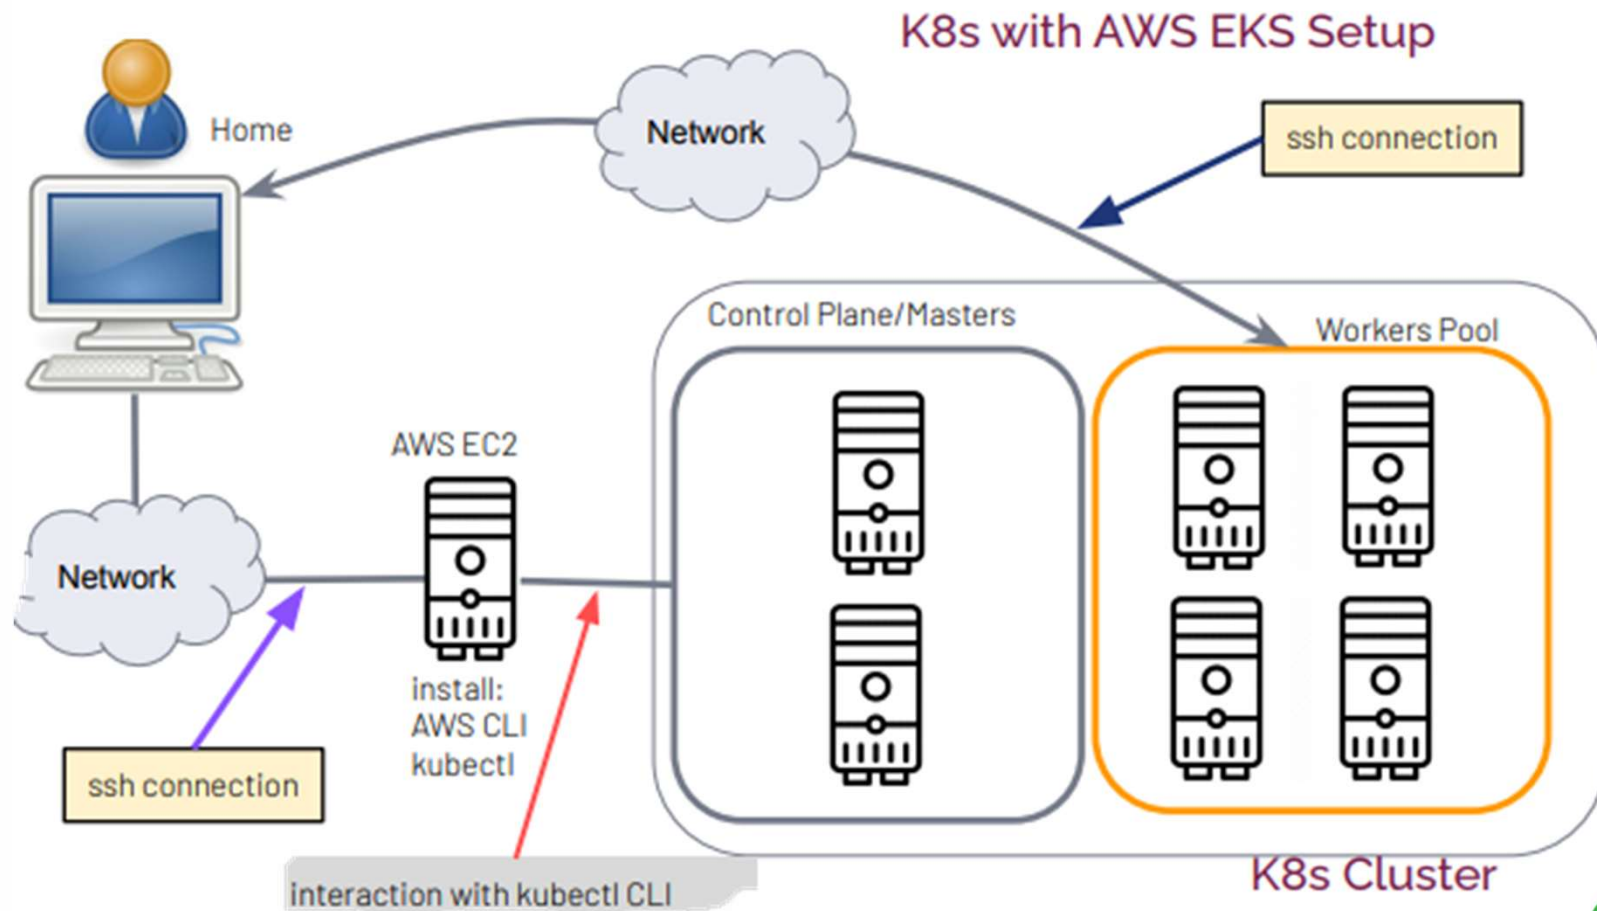 K8s with AWS EKS Setup
Home
Network
ssh connection
Control Plane/Masters
Workers Pool
AWS EC2
Network
install:
AWS CLI
kubectl
ssh connection
interaction with kubectl CLI
K8s Cluster